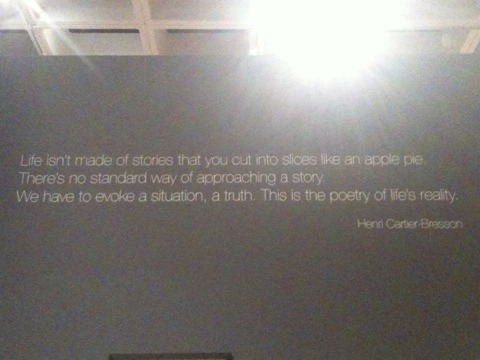 Life isn't made of stories that you cut into slices like an apple pie.
There's no standard way of approaching a story.
We have to evoke a situation, a truth. This is the poetry of life's reality.
Henri Cartier-Bresson